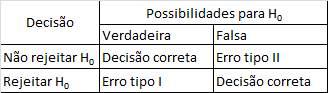 Decisão Possibilidades para H₀
Verdadeira Falsa
Não rejeitar H₀ Decisão correta Erro tipo II
Rejeitar H₀ Erro tipo I Decisão correta